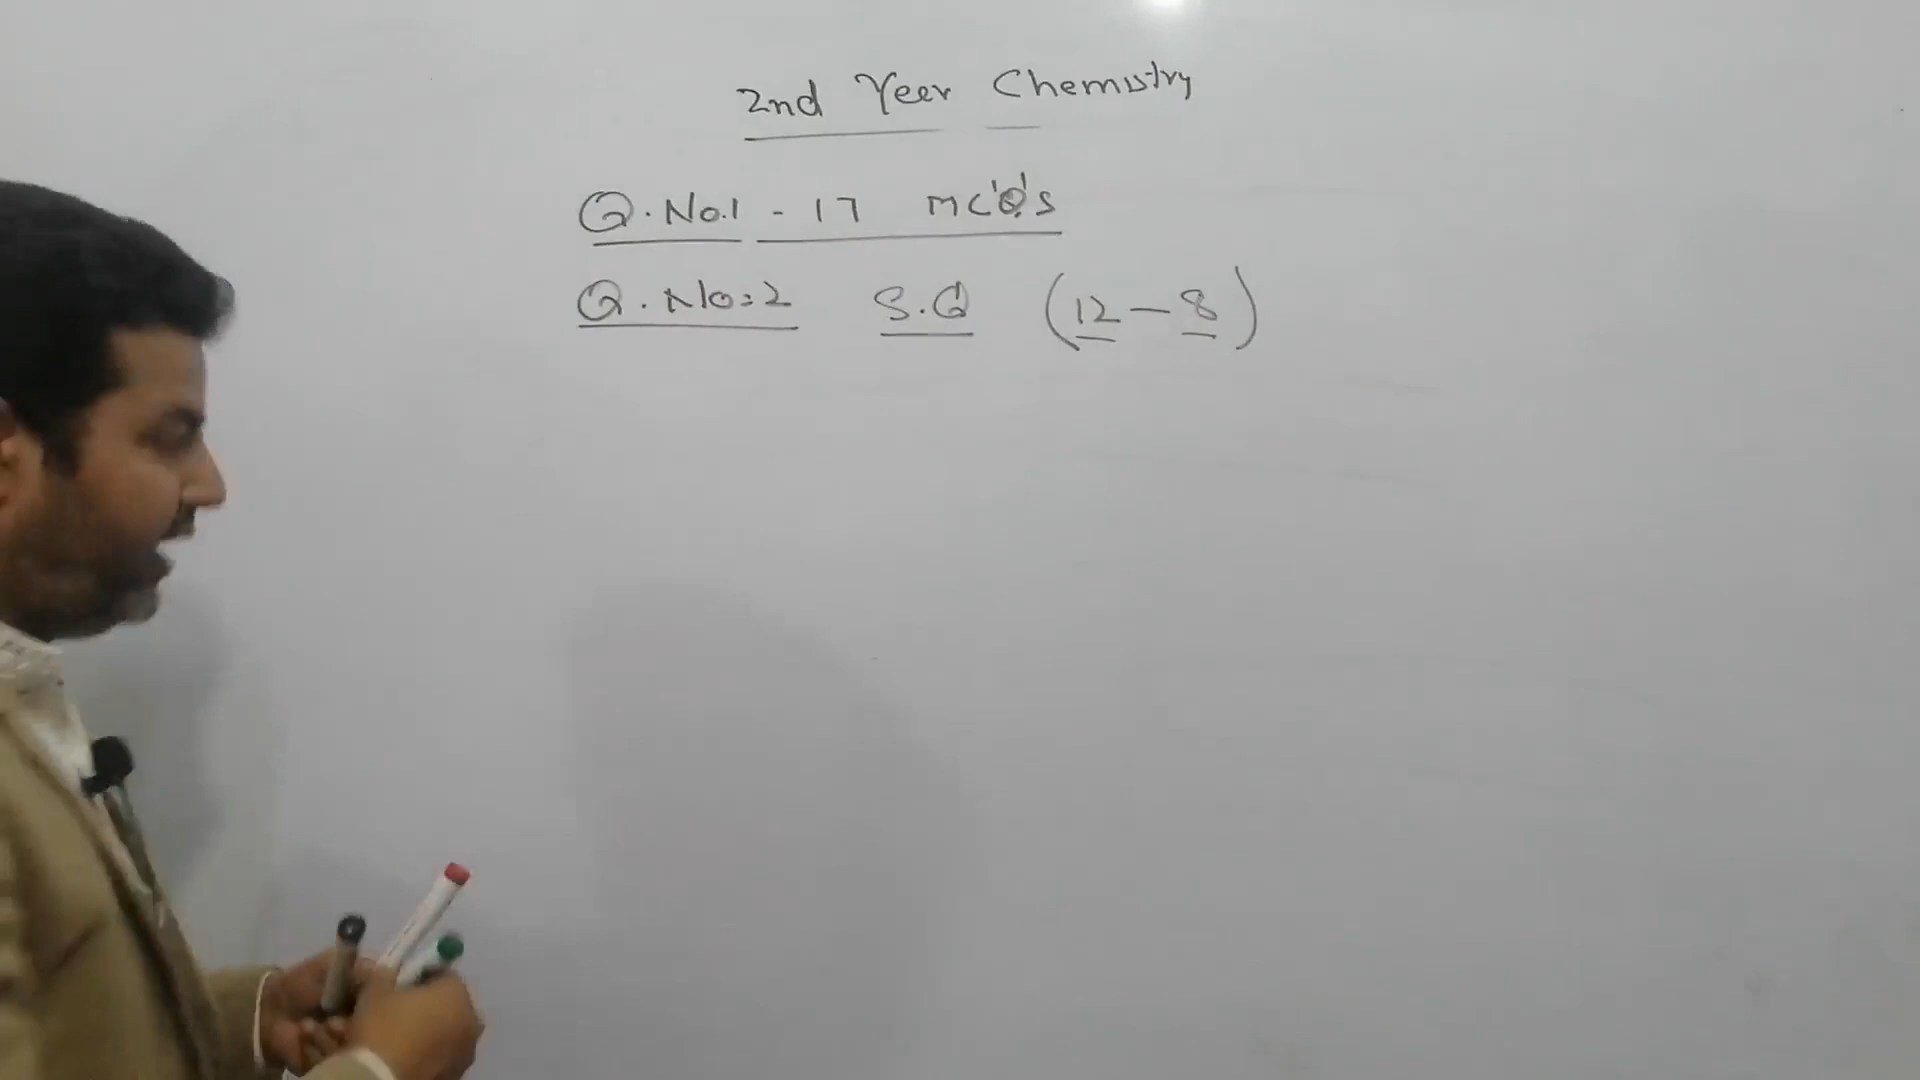 2nd Year Chemistry
Q.No.1 - 17 MCQ's
Q.No:2 S.Q (12-8)